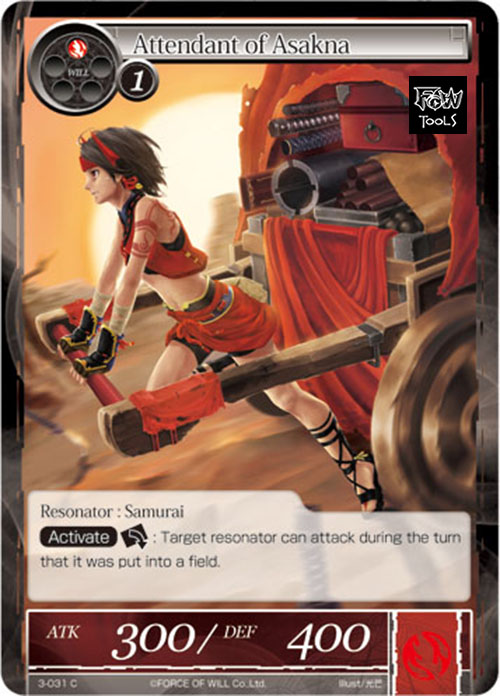 Attendant of Asakna
WILL
1
FOW
TOOLS
Resonator : Samurai
Activate : Target resonator can attack during the turn
that it was put into a field.
ATK 300 / DEF 400
3-031 C ©FORCE OF WILL Co.,Ltd. Illust/